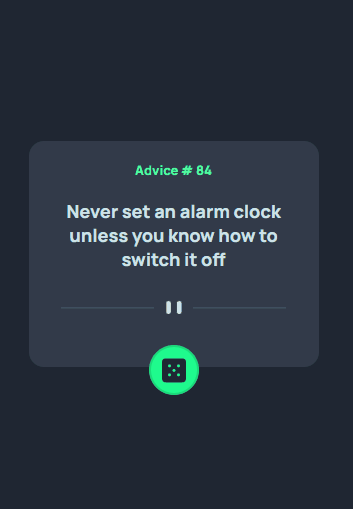 Advice # 84
Never set an alarm clock
unless you know how to
switch it off